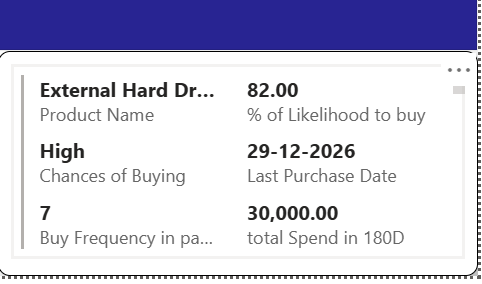 External Hard Dr... 82.00
Product Name % of Likelihood to buy
High 29-12-2026
Chances of Buying Last Purchase Date
7 30,000.00
Buy Frequency in pa... total Spend in 180D